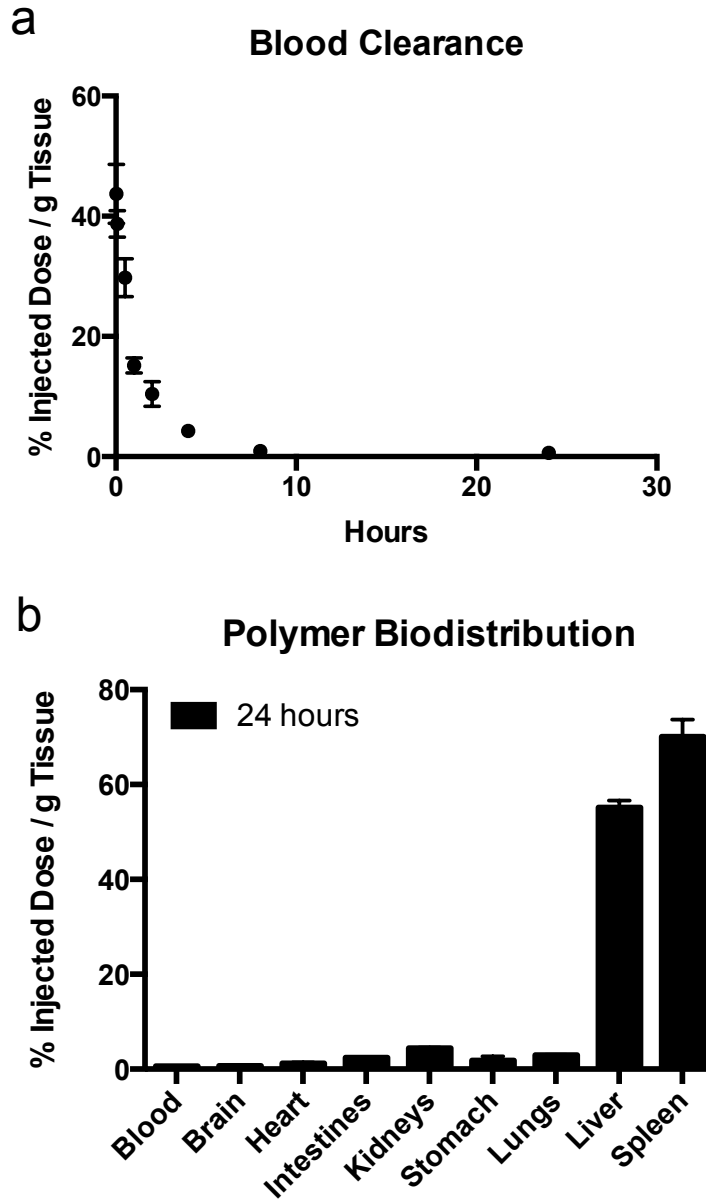 a
Blood Clearance
% Injected Dose / g Tissue
60
40
20
0
0 10 20 30
Hours
b
Polymer Biodistribution
% Injected Dose / g Tissue
80
24 hours
60
40
20
0
Blood Brain Heart Intestines Kidneys Stomach Lungs Liver Spleen